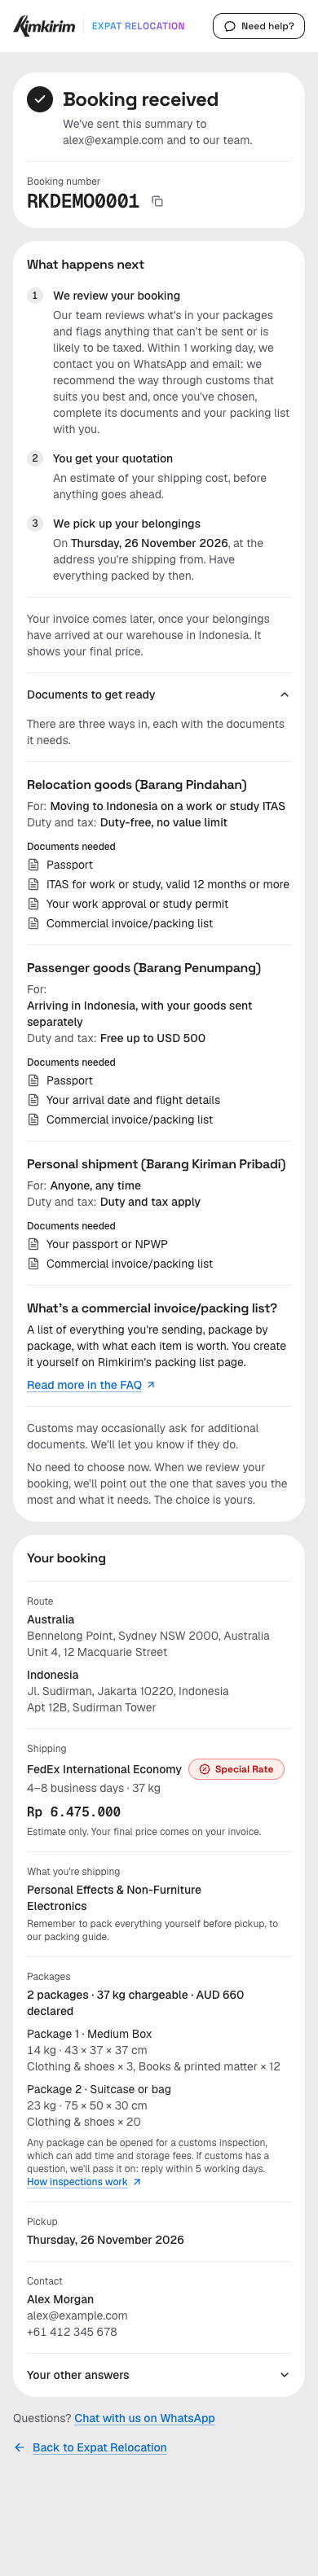 Rimkirim
EXPAT RELOCATION
Need help?
Booking received
We've sent this summary to
alex@example.com and to our team.
Booking number
RKDEMO0001
What happens next
1
We review your booking
Our team reviews what's in your packages
and flags anything that can't be sent or is
likely to be taxed. Within 1 working day, we
contact you on WhatsApp and email: we
recommend the way through customs that
suits you best and, once you've chosen,
complete its documents and your packing list
with you.
2
You get your quotation
An estimate of your shipping cost, before
anything goes ahead.
3
We pick up your belongings
On Thursday, 26 November 2026, at the
address you're shipping from. Have
everything packed by then.
Your invoice comes later, once your belongings
have arrived at our warehouse in Indonesia. It
shows your final price.
Documents to get ready
There are three ways in, each with the documents
it needs.
Relocation goods (Barang Pindahan)
For: Moving to Indonesia on a work or study ITAS
Duty and tax: Duty-free, no value limit
Documents needed
Passport
ITAS for work or study, valid 12 months or more
Your work approval or study permit
Commercial invoice/packing list
Passenger goods (Barang Penumpang)
For:
Arriving in Indonesia, with your goods sent
separately
Duty and tax: Free up to USD 500
Documents needed
Passport
Your arrival date and flight details
Commercial invoice/packing list
Personal shipment (Barang Kiriman Pribadi)
For: Anyone, any time
Duty and tax: Duty and tax apply
Documents needed
Your passport or NPWP
Commercial invoice/packing list
What's a commercial invoice/packing list?
A list of everything you're sending, package by
package, with what each item is worth. You create
it yourself on Rimkirim's packing list page.
Read more in the FAQ
Customs may occasionally ask for additional
documents. We'll let you know if they do.
No need to choose now. When we review your
booking, we'll point out the one that saves you the
most and what it needs. The choice is yours.
Your booking
Route
Australia
Bennelong Point, Sydney NSW 2000, Australia
Unit 4, 12 Macquarie Street
Indonesia
Jl. Sudirman, Jakarta 10220, Indonesia
Apt 12B, Sudirman Tower
Shipping
FedEx International Economy
Special Rate
4–8 business days · 37 kg
Rp 6.475.000
Estimate only. Your final price comes on your invoice.
What you're shipping
Personal Effects & Non-Furniture
Electronics
Remember to pack everything yourself before pickup, to
our packing guide.
Packages
2 packages · 37 kg chargeable · AUD 660
declared
Package 1 · Medium Box
14 kg · 43 × 37 × 37 cm
Clothing & shoes × 3, Books & printed matter × 12
Package 2 · Suitcase or bag
23 kg · 75 × 50 × 30 cm
Clothing & shoes × 20
Any package can be opened for a customs inspection,
which can add time and storage fees. If customs has a
question, we'll pass it on: reply within 5 working days.
How inspections work
Pickup
Thursday, 26 November 2026
Contact
Alex Morgan
alex@example.com
+61 412 345 678
Your other answers
Questions? Chat with us on WhatsApp
Back to Expat Relocation